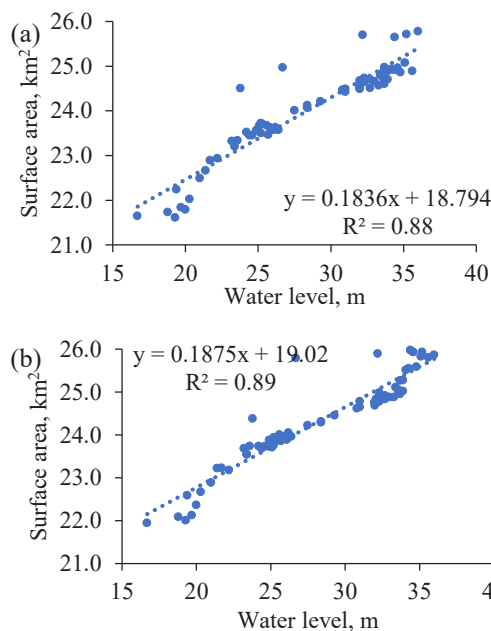 (a)
26.0
25.0
24.0
23.0
22.0
21.0
Surface area, km²
y = 0.1836x + 18.794
R² = 0.88
15 20 25 30 35 40
Water level, m
(b)
26.0
25.0
24.0
23.0
22.0
21.0
Surface area, km²
y = 0.1875x + 19.02
R² = 0.89
15 20 25 30 35
Water level, m